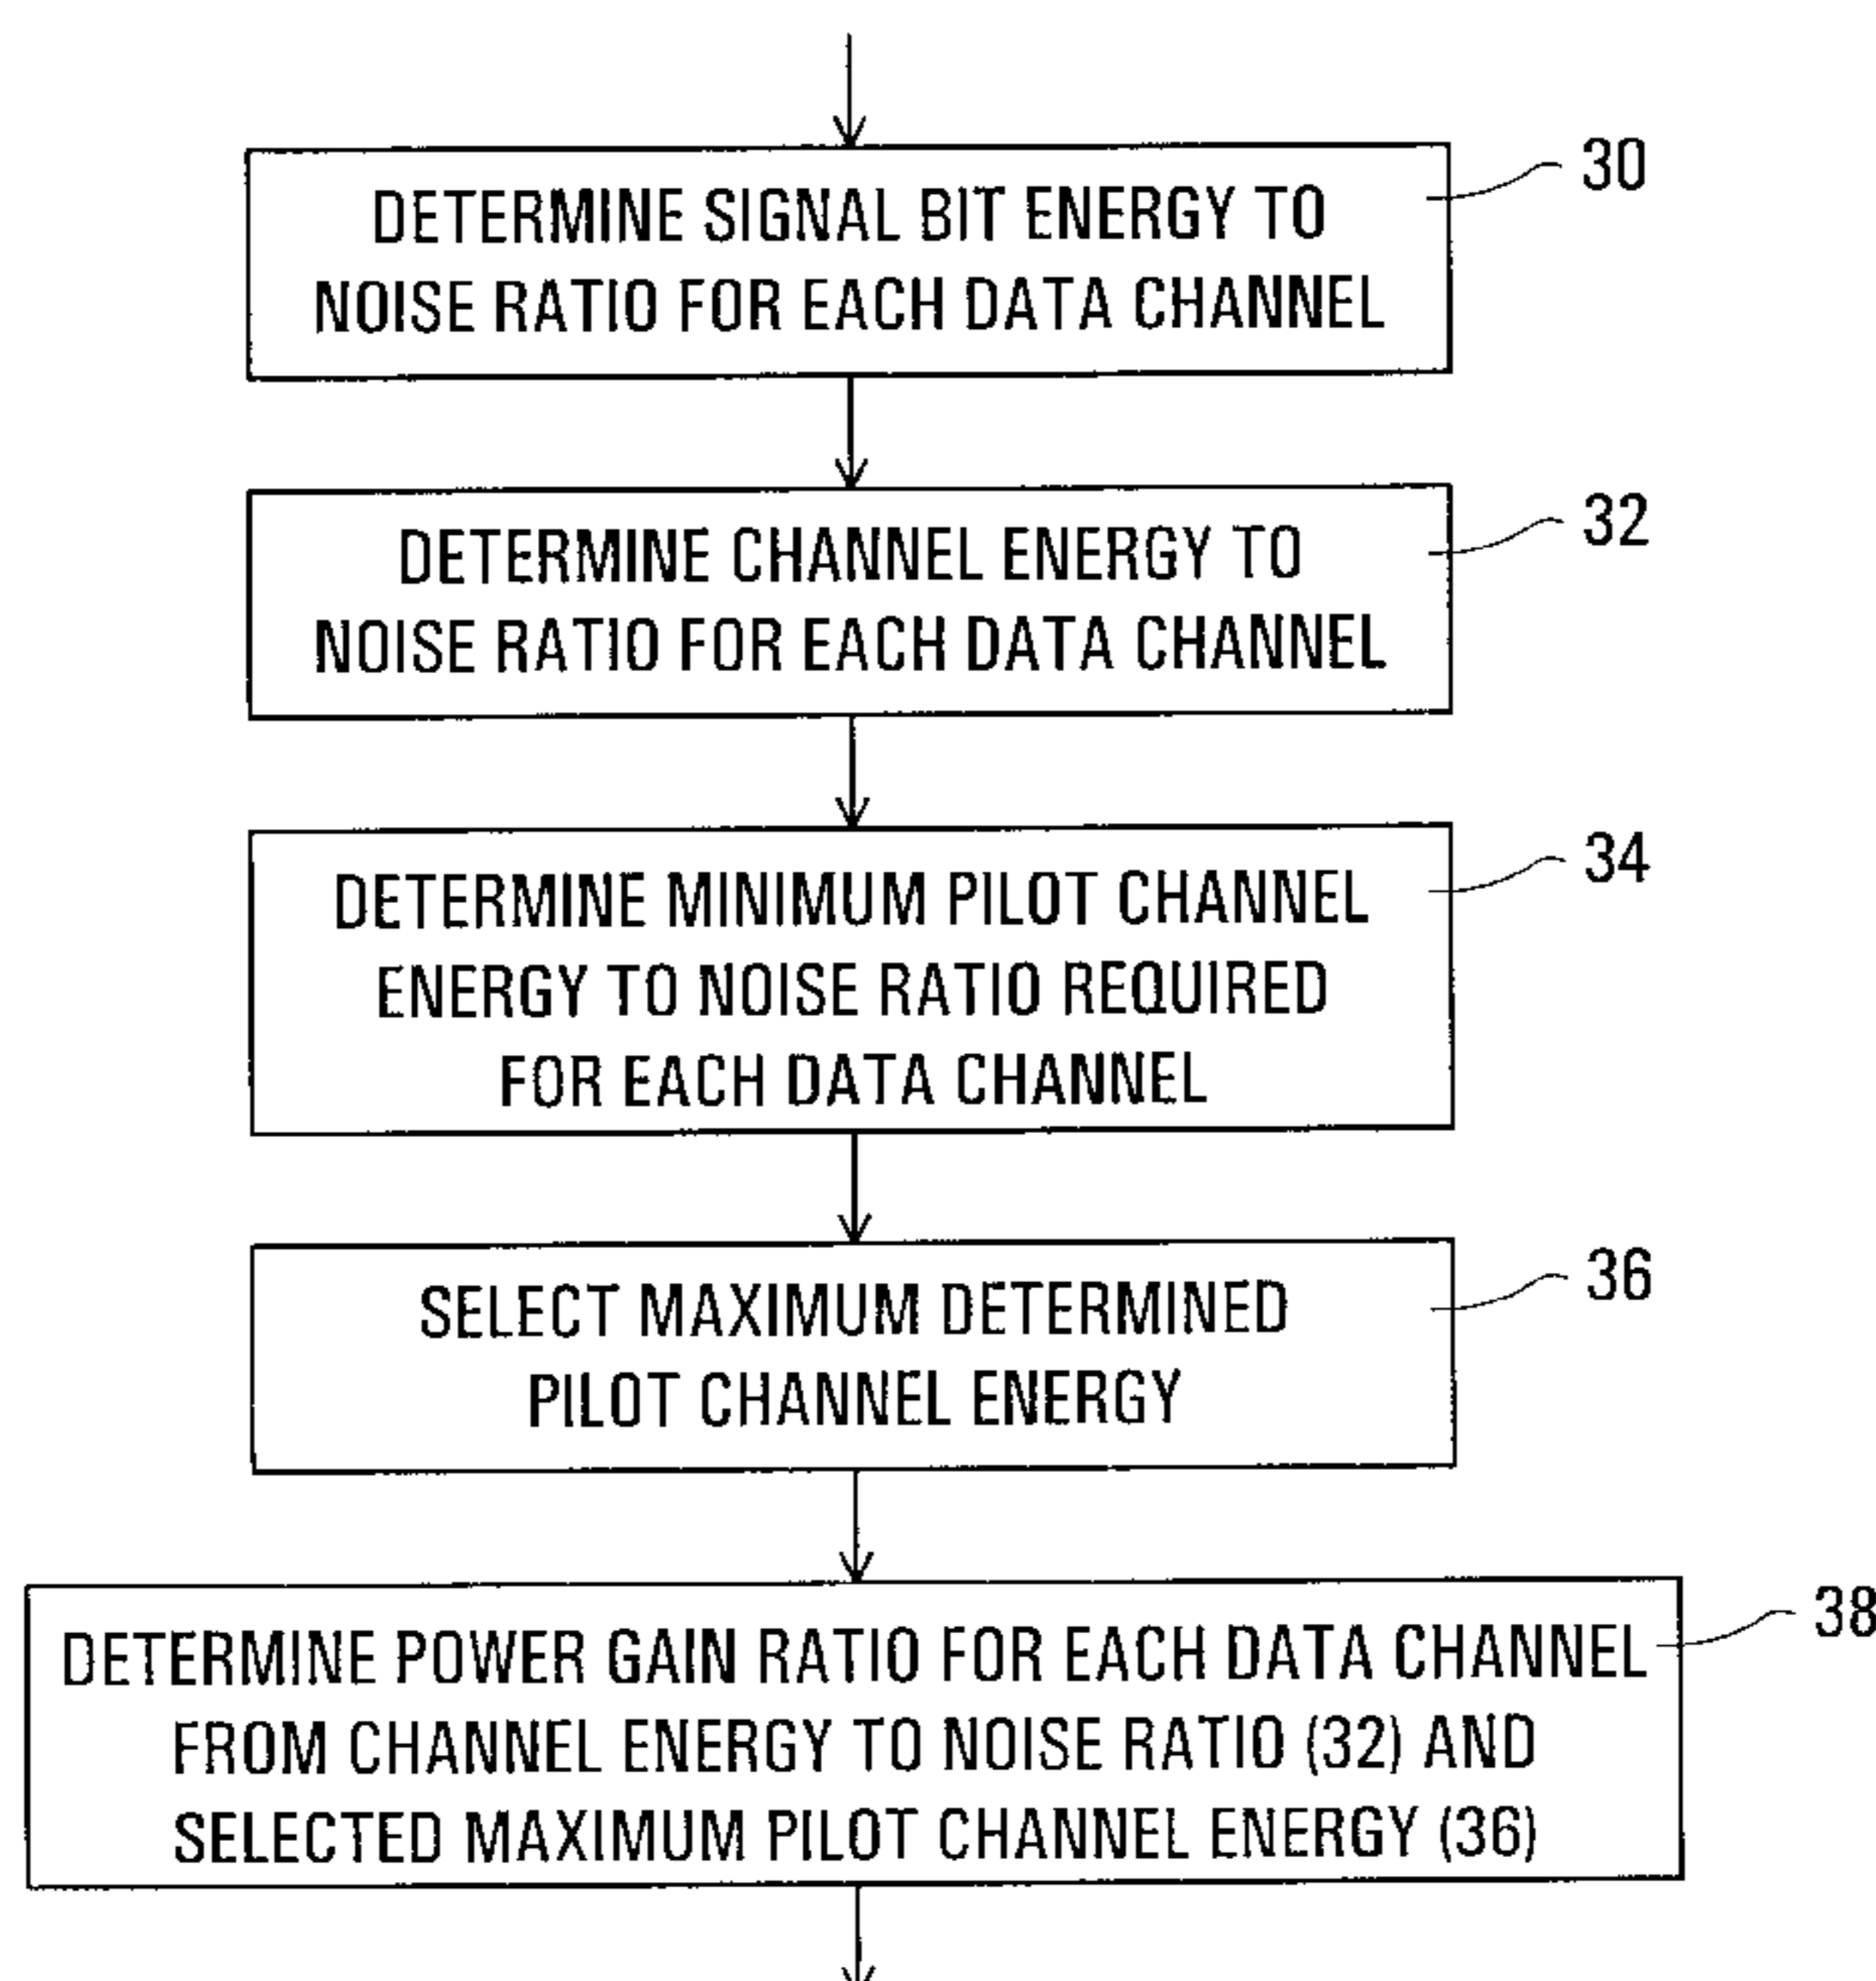 DETERMINE SIGNAL BIT ENERGY TO
NOISE RATIO FOR EACH DATA CHANNEL
30
DETERMINE CHANNEL ENERGY TO
NOISE RATIO FOR EACH DATA CHANNEL
32
DETERMINE MINIMUM PILOT CHANNEL
ENERGY TO NOISE RATIO REQUIRED
FOR EACH DATA CHANNEL
34
SELECT MAXIMUM DETERMINED
PILOT CHANNEL ENERGY
36
DETERMINE POWER GAIN RATIO FOR EACH DATA CHANNEL
FROM CHANNEL ENERGY TO NOISE RATIO (32) AND
SELECTED MAXIMUM PILOT CHANNEL ENERGY (36)
38